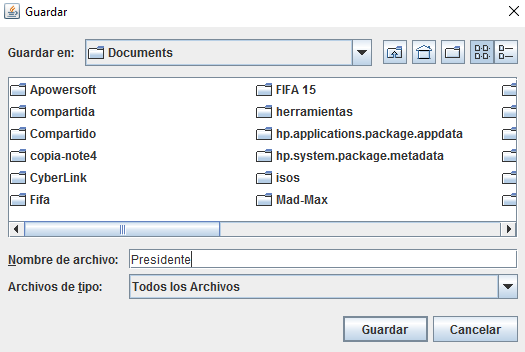 Guardar
Guardar en: Documents
Apowersoft FIFA 15
compartida herramientas
Compartido hp.applications.package.appdata
copia-note4 hp.system.package.metadata
CyberLink isos
Fifa Mad-Max
Nombre de archivo: Presidente
Archivos de tipo: Todos los Archivos
Guardar Cancelar